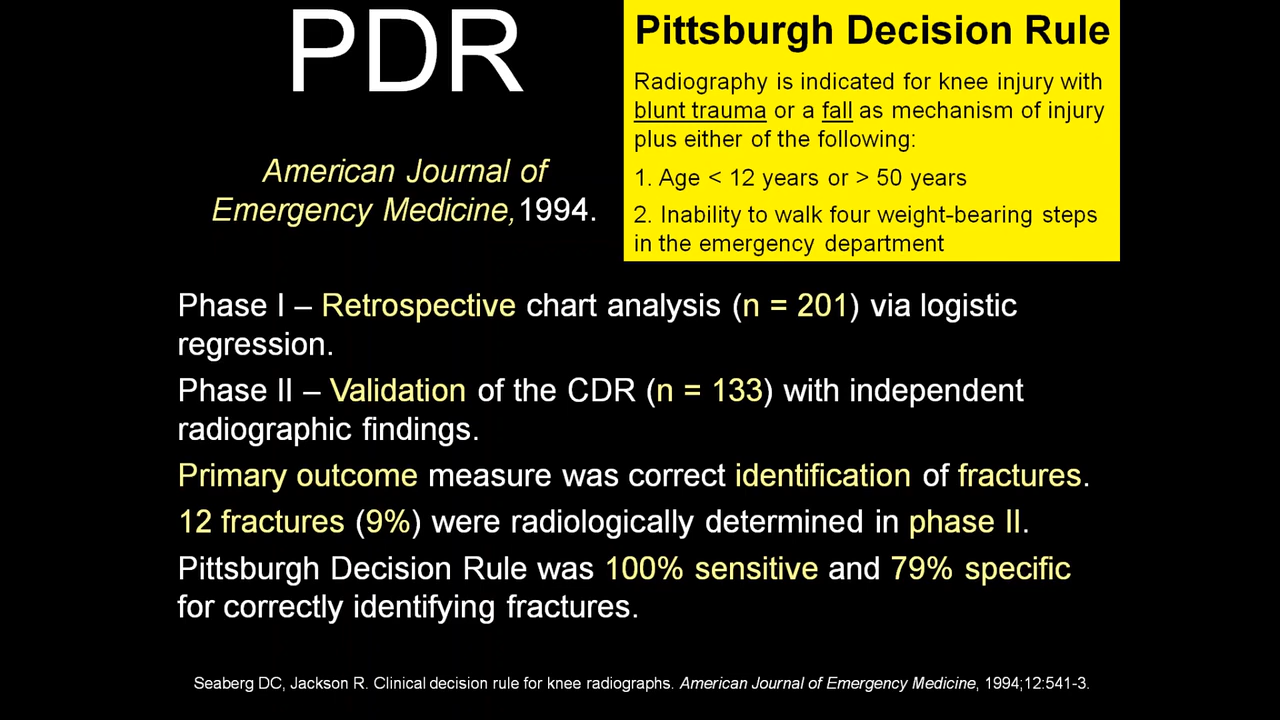 PDR
American Journal of
Emergency Medicine,1994.
Pittsburgh Decision Rule
Radiography is indicated for knee injury with
blunt trauma or a fall as mechanism of injury
plus either of the following:
1. Age < 12 years or > 50 years
2. Inability to walk four weight-bearing steps
in the emergency department
Phase I – Retrospective chart analysis (n = 201) via logistic
regression.
Phase II – Validation of the CDR (n = 133) with independent
radiographic findings.
Primary outcome measure was correct identification of fractures.
12 fractures (9%) were radiologically determined in phase II.
Pittsburgh Decision Rule was 100% sensitive and 79% specific
for correctly identifying fractures.
Seaberg DC, Jackson R. Clinical decision rule for knee radiographs. American Journal of Emergency Medicine, 1994;12:541-3.